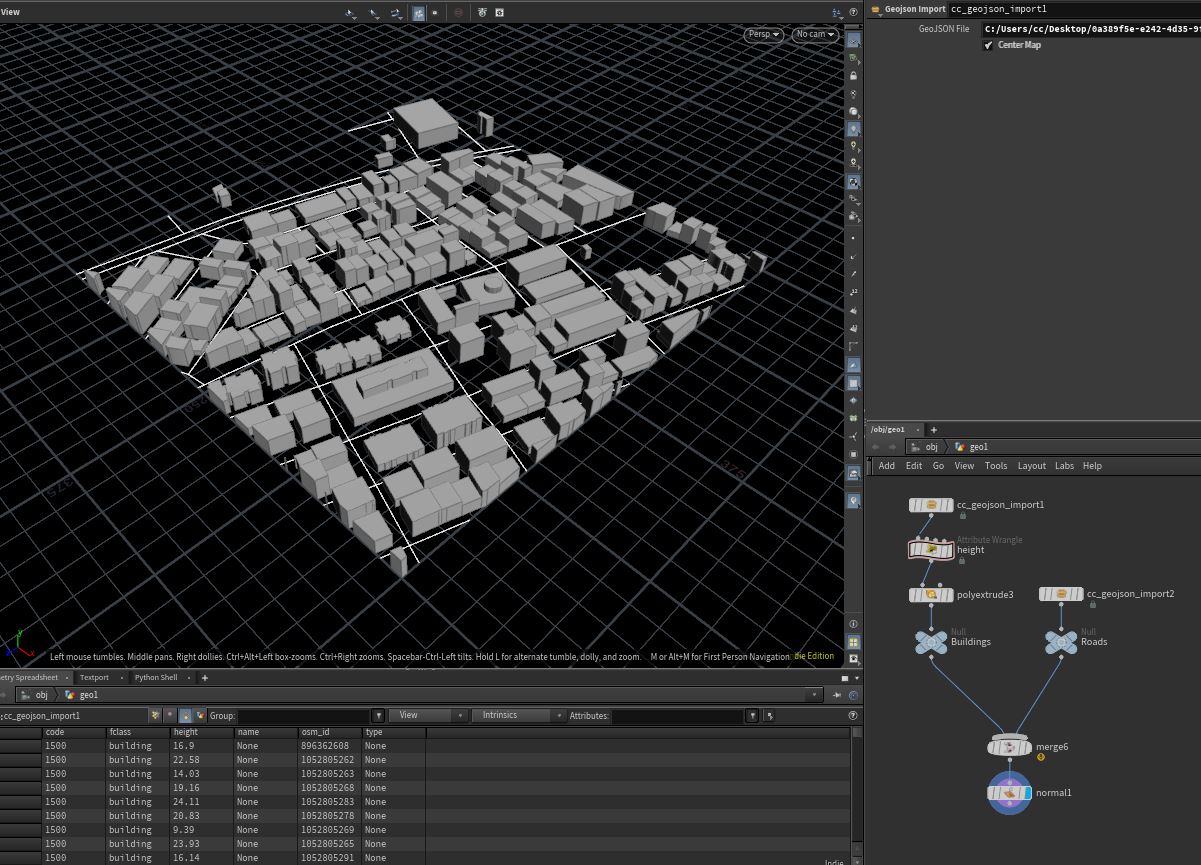 View
Persp
No cam
250
375
375
Left mouse tumbles. Middle pans. Right dollies. Ctrl+Alt+Left box-zooms. Ctrl+Right zooms. Spacebar-Ctrl-Left tilts. Hold L for alternate tumble, dolly, and zoom. M or Alt+M for First Person Navigation.
die Edition
Geojson Import cc_geojson_import1
GeoJSON File C:/Users/cc/Desktop/0a389f5e-e242-4d35-9
Center Map
/obj/geo1
obj geo1
Add Edit Go View Tools Layout Labs Help
cc_geojson_import1
Attribute Wrangle
height
polyextrude3
cc_geojson_import2
Null
Buildings
Null
Roads
merge6
normal1
etry Spreadsheet Textport Python Shell
obj geo1
:cc_geojson_import1 Group: View Intrinsics Attributes:
code fclass height name osm_id type
1500 building 16.9 None 896362608 None
1500 building 22.58 None 1052805262 None
1500 building 14.03 None 1052805263 None
1500 building 19.16 None 1052805268 None
1500 building 24.11 None 1052805283 None
1500 building 20.83 None 1052805278 None
1500 building 9.39 None 1052805269 None
1500 building 23.93 None 1052805265 None
1500 building 16.14 None 1052805291 None
Indie